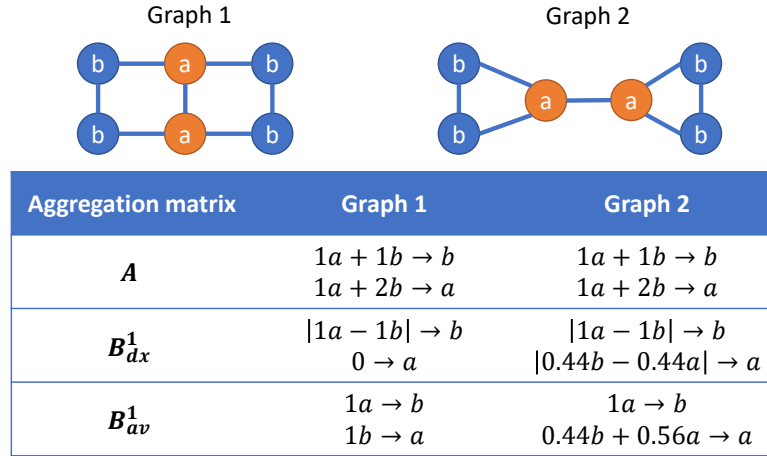 Graph 1 Graph 2
b a b b b
a a
b a b b b
Aggregation matrix Graph 1 Graph 2
A 1a + 1b → b 1a + 1b → b
1a + 2b → a 1a + 2b → a
B¹dx |1a − 1b| → b |1a − 1b| → b
0 → a |0.44b − 0.44a| → a
B¹av 1a → b 1a → b
1b → a 0.44b + 0.56a → a